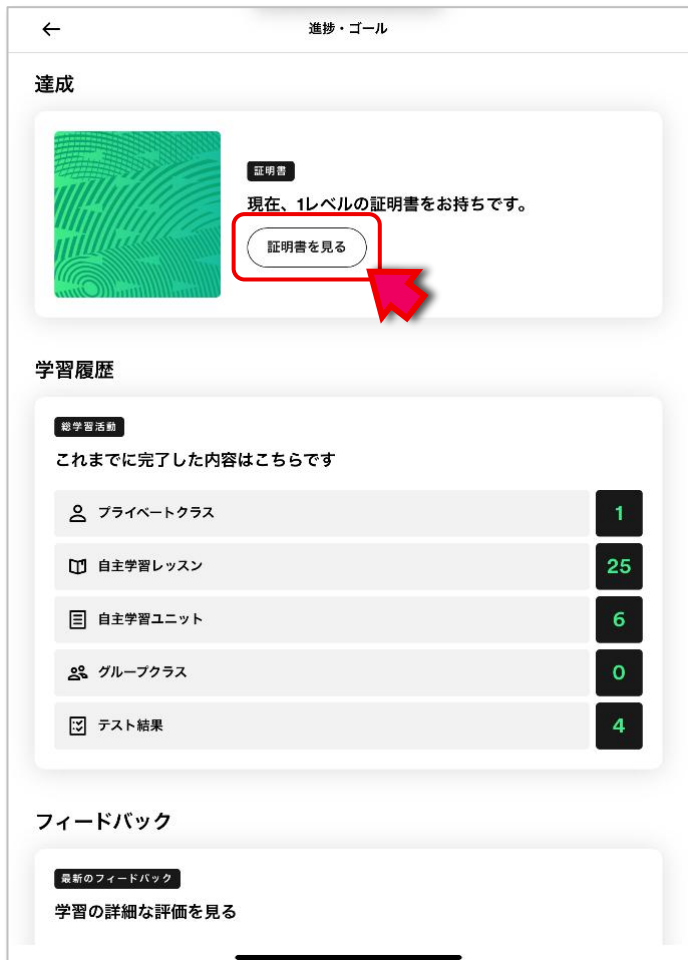 進捗・ゴール
達成
証明書
現在、1レベルの証明書をお持ちです。
証明書を見る
学習履歴
総学習活動
これまでに完了した内容はこちらです
プライベートクラス 1
自主学習レッスン 25
自主学習ユニット 6
グループクラス 0
テスト結果 4
フィードバック
最新のフィードバック
学習の詳細な評価を見る